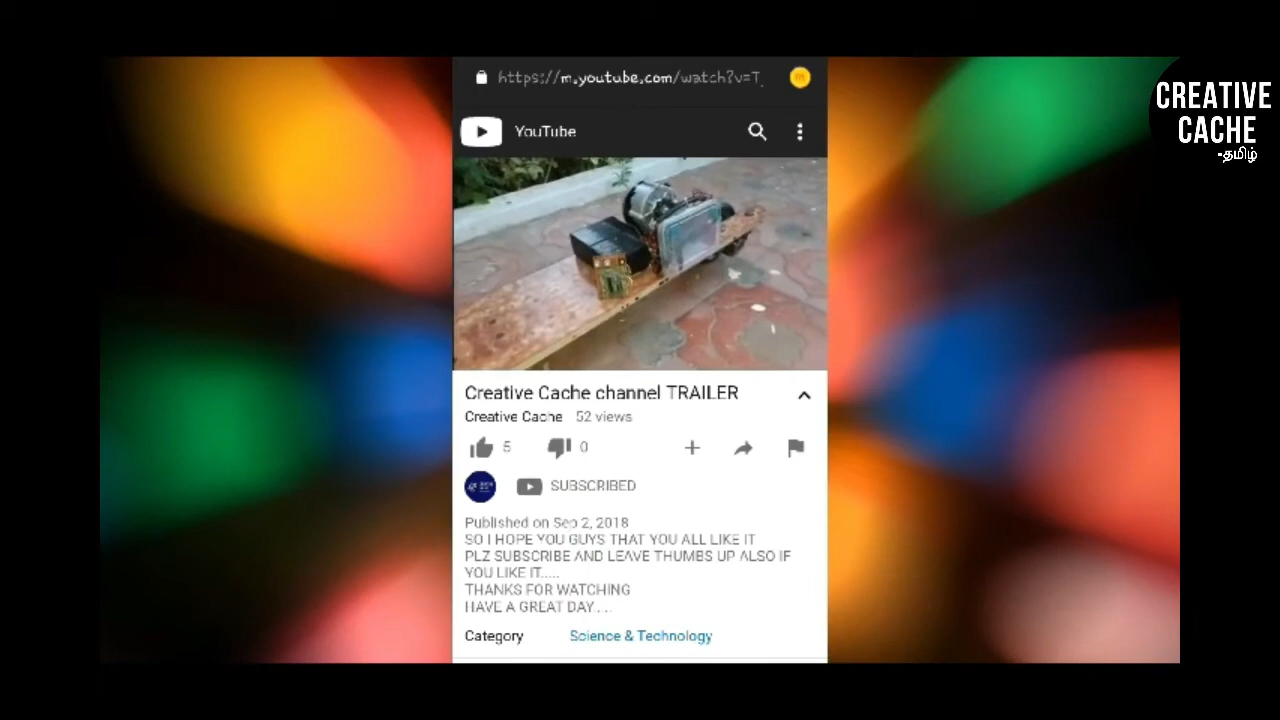 https://m.youtube.com/watch?v=T
YouTube
CREATIVE
CACHE
-தமிழ்
Creative Cache channel TRAILER
Creative Cache 52 views
5 0
SUBSCRIBED
Published on Sep 2, 2018
SO I HOPE YOU GUYS THAT YOU ALL LIKE IT
PLZ SUBSCRIBE AND LEAVE THUMBS UP ALSO IF
YOU LIKE IT.....
THANKS FOR WATCHING
HAVE A GREAT DAY....
Category Science & Technology